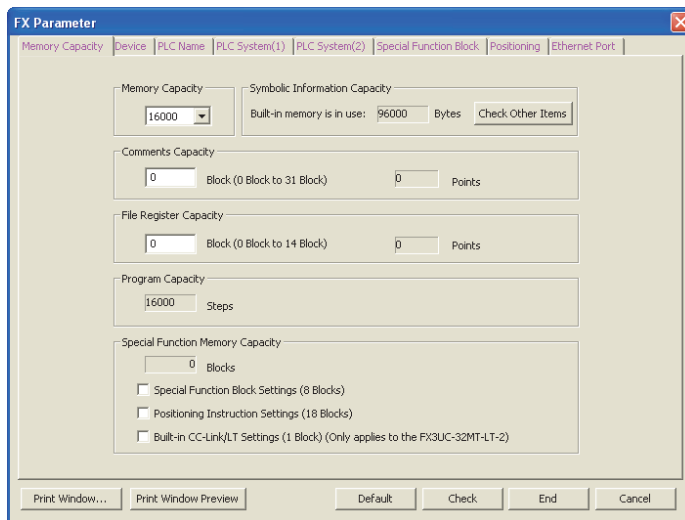 FX Parameter
Memory Capacity Device PLC Name PLC System(1) PLC System(2) Special Function Block Positioning Ethernet Port
Memory Capacity
16000
Symbolic Information Capacity
Built-in memory is in use: 96000 Bytes Check Other Items
Comments Capacity
0 Block (0 Block to 31 Block) 0 Points
File Register Capacity
0 Block (0 Block to 14 Block) 0 Points
Program Capacity
16000 Steps
Special Function Memory Capacity
0 Blocks
Special Function Block Settings (8 Blocks)
Positioning Instruction Settings (18 Blocks)
Built-in CC-Link/LT Settings (1 Block) (Only applies to the FX3UC-32MT-LT-2)
Print Window... Print Window Preview Default Check End Cancel